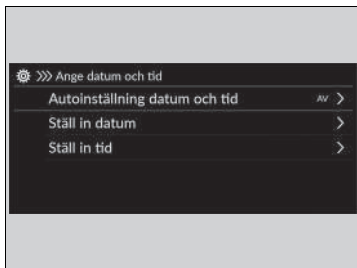 >>> Ange datum och tid
Autoinställning datum och tid AV >
Ställ in datum >
Ställ in tid >